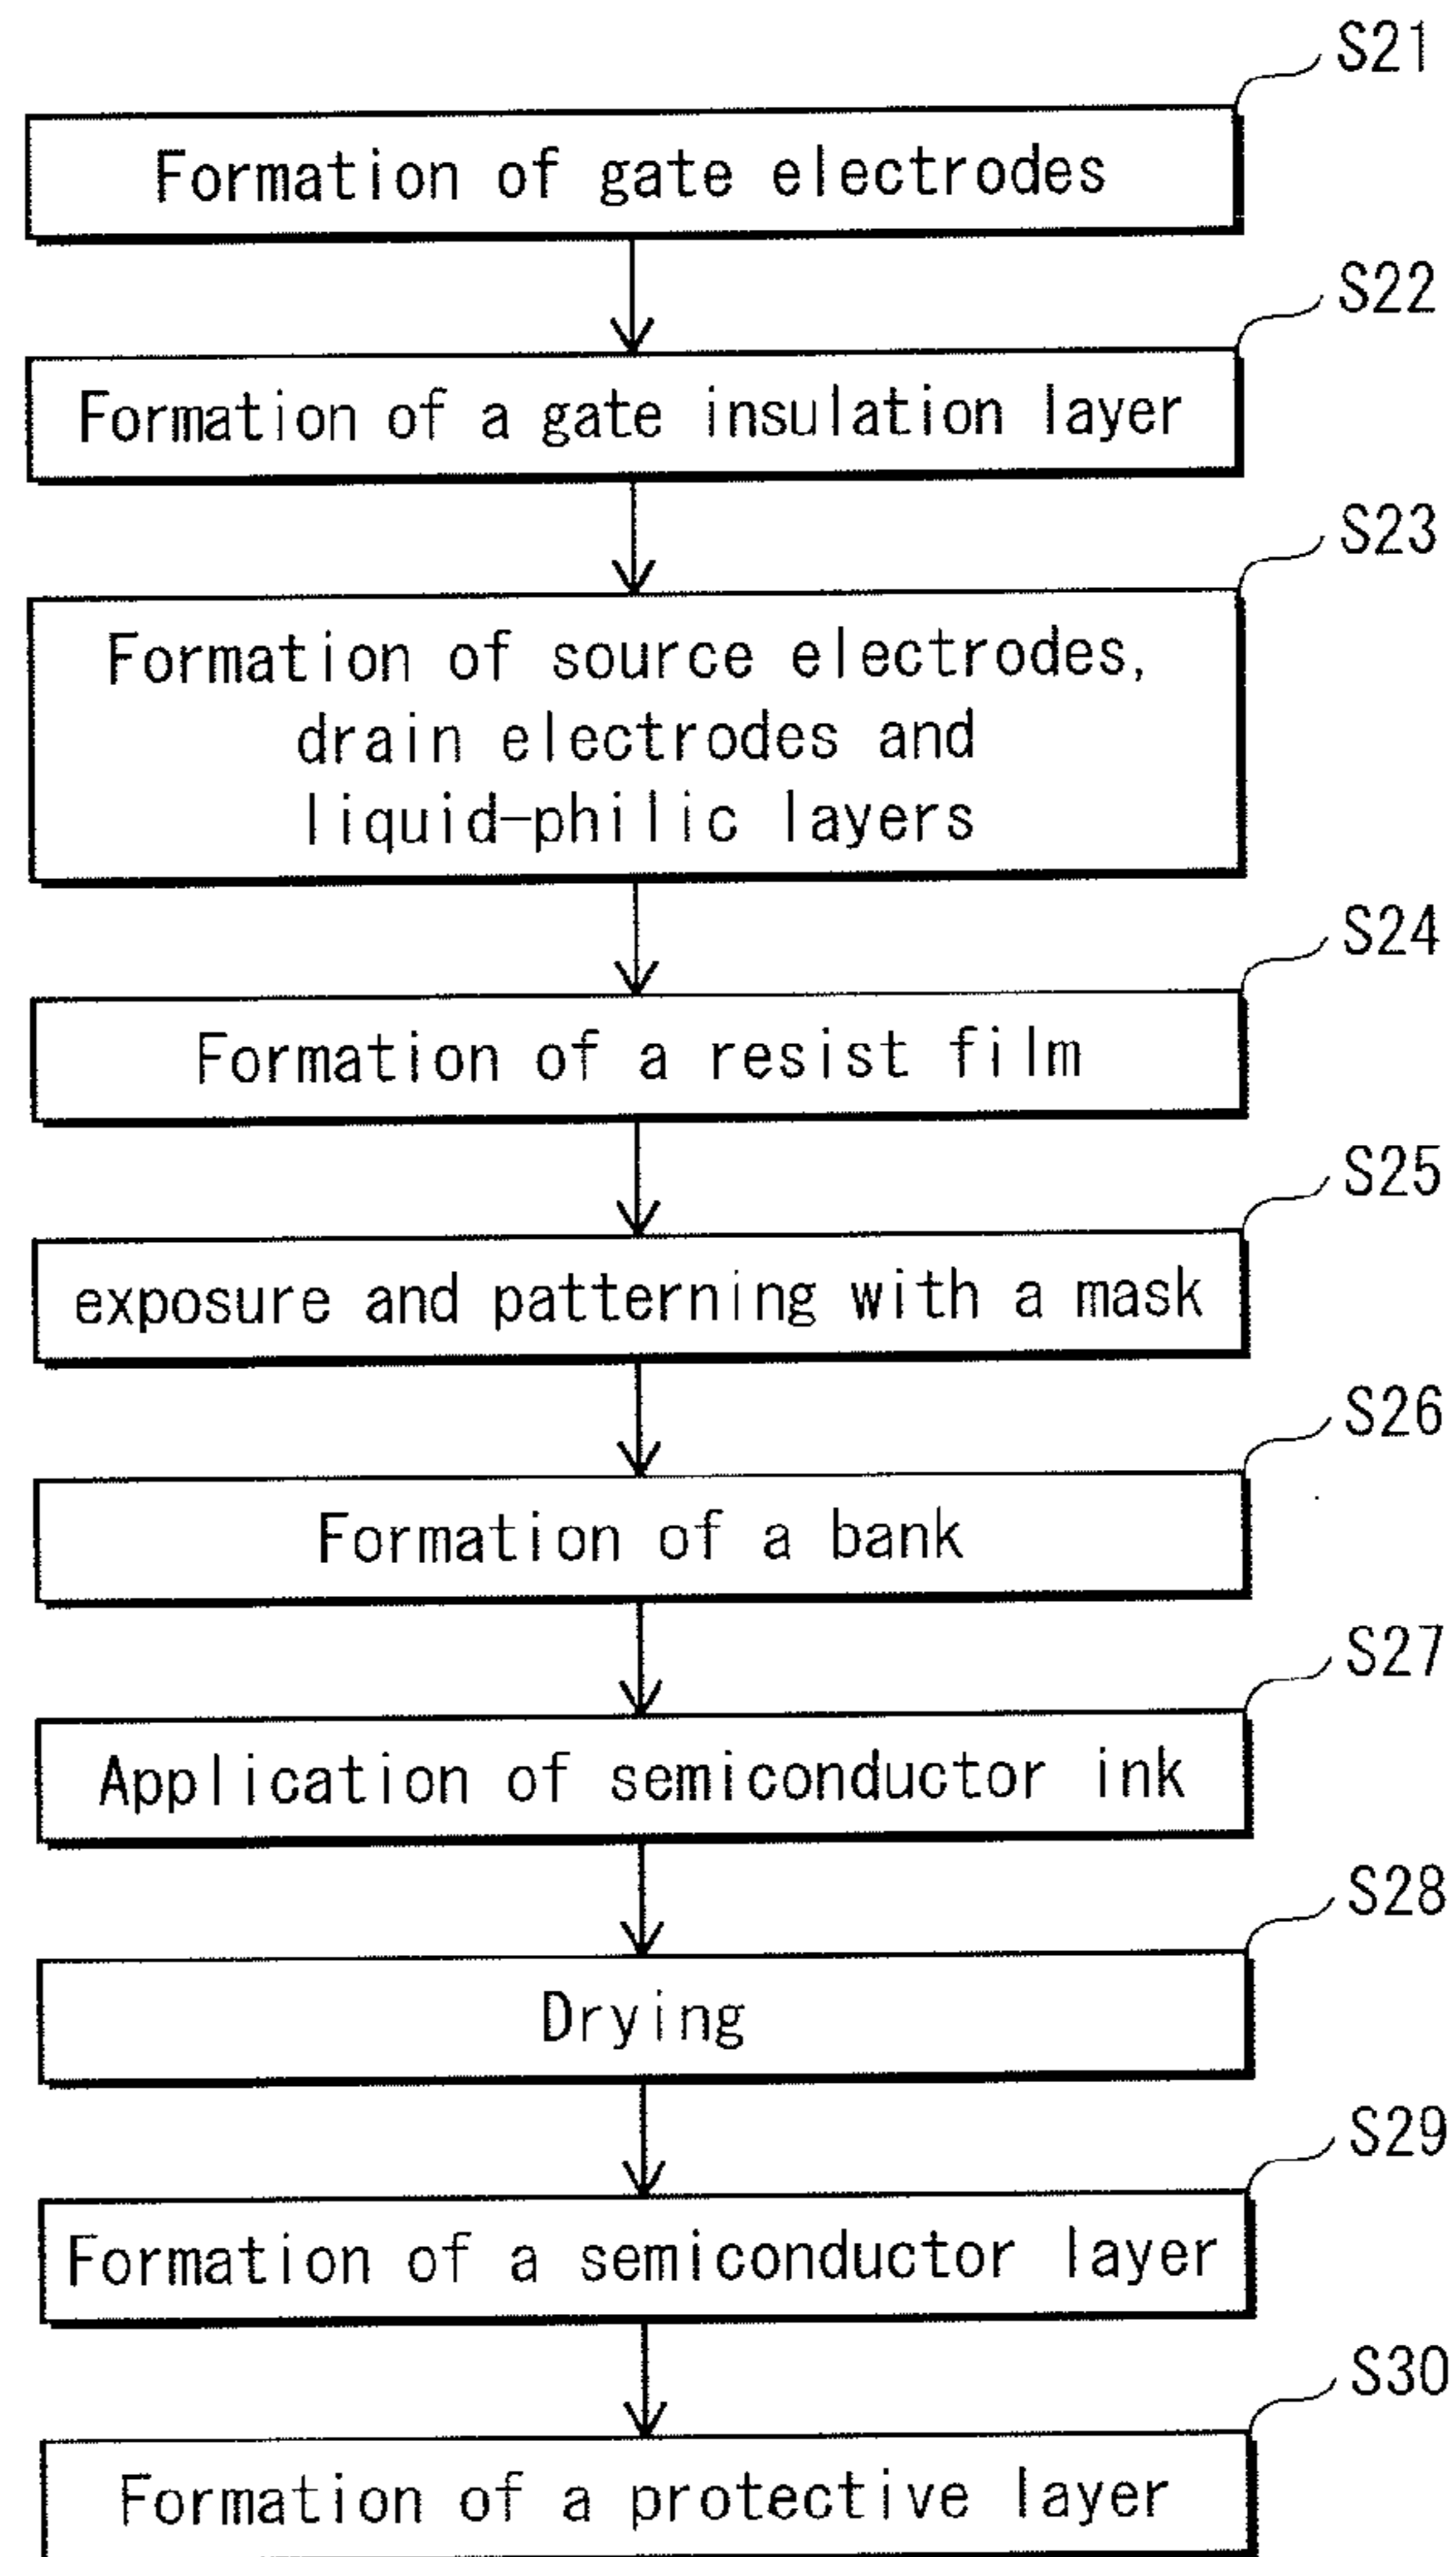 S21
Formation of gate electrodes
S22
Formation of a gate insulation layer
S23
Formation of source electrodes,
drain electrodes and
liquid-philic layers
S24
Formation of a resist film
S25
exposure and patterning with a mask
S26
Formation of a bank
S27
Application of semiconductor ink
S28
Drying
S29
Formation of a semiconductor layer
S30
Formation of a protective layer